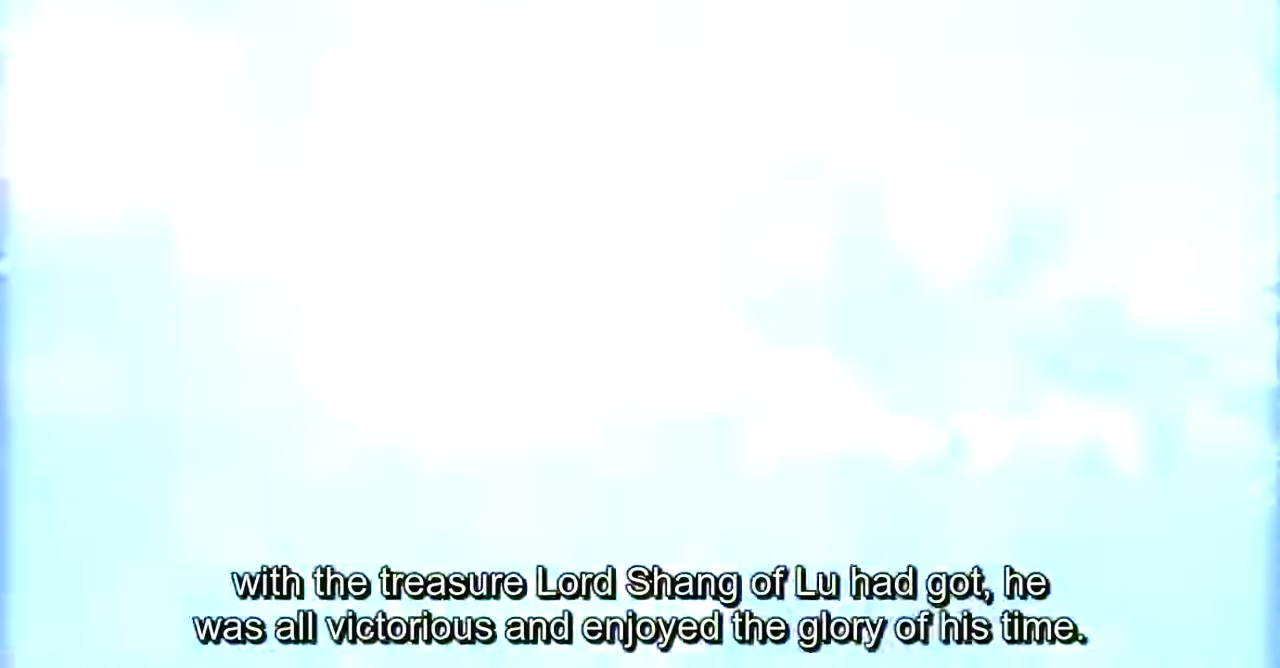 with the treasure Lord Shang of Lu had got, he
was all victorious and enjoyed the glory of his time.